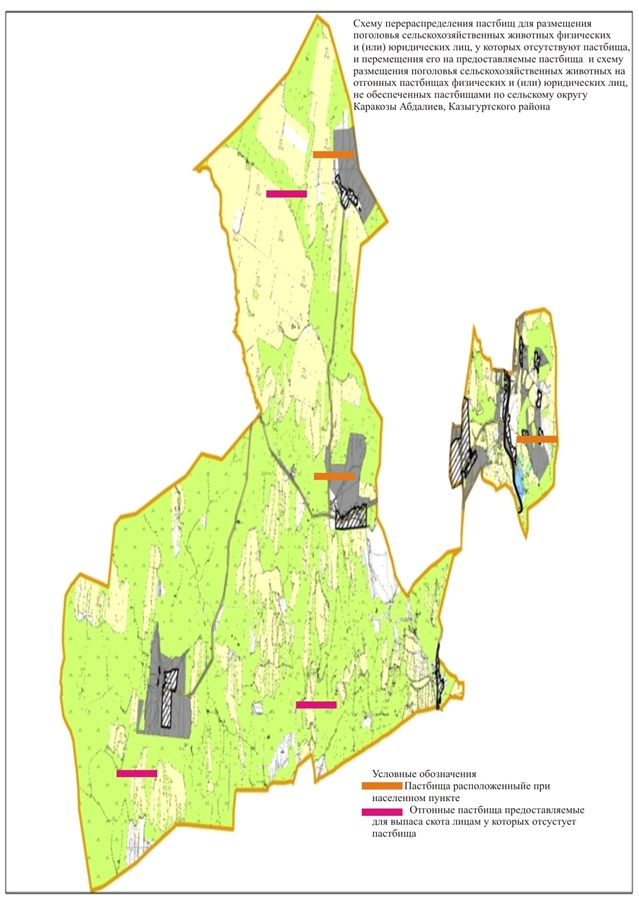 Схему перераспределения пастбищ для размещения
поголовья сельскохозяйственных животных физических
и (или) юридических лиц, у которых отсутствуют пастбища,
и перемещения его на предоставляемые пастбища и схему
размещения поголовья сельскохозяйственных животных на
отгонных пастбищах физических и (или) юридических лиц,
не обеспеченных пастбищами по сельскому округу
Каракозы Абдалиев, Казыгуртского района
Условные обозначения
Пастбища расположенныйе при
населенном пункте
Отгонные пастбища предоставляемые
для выпаса скота лицам у которых отсустует
пастбища